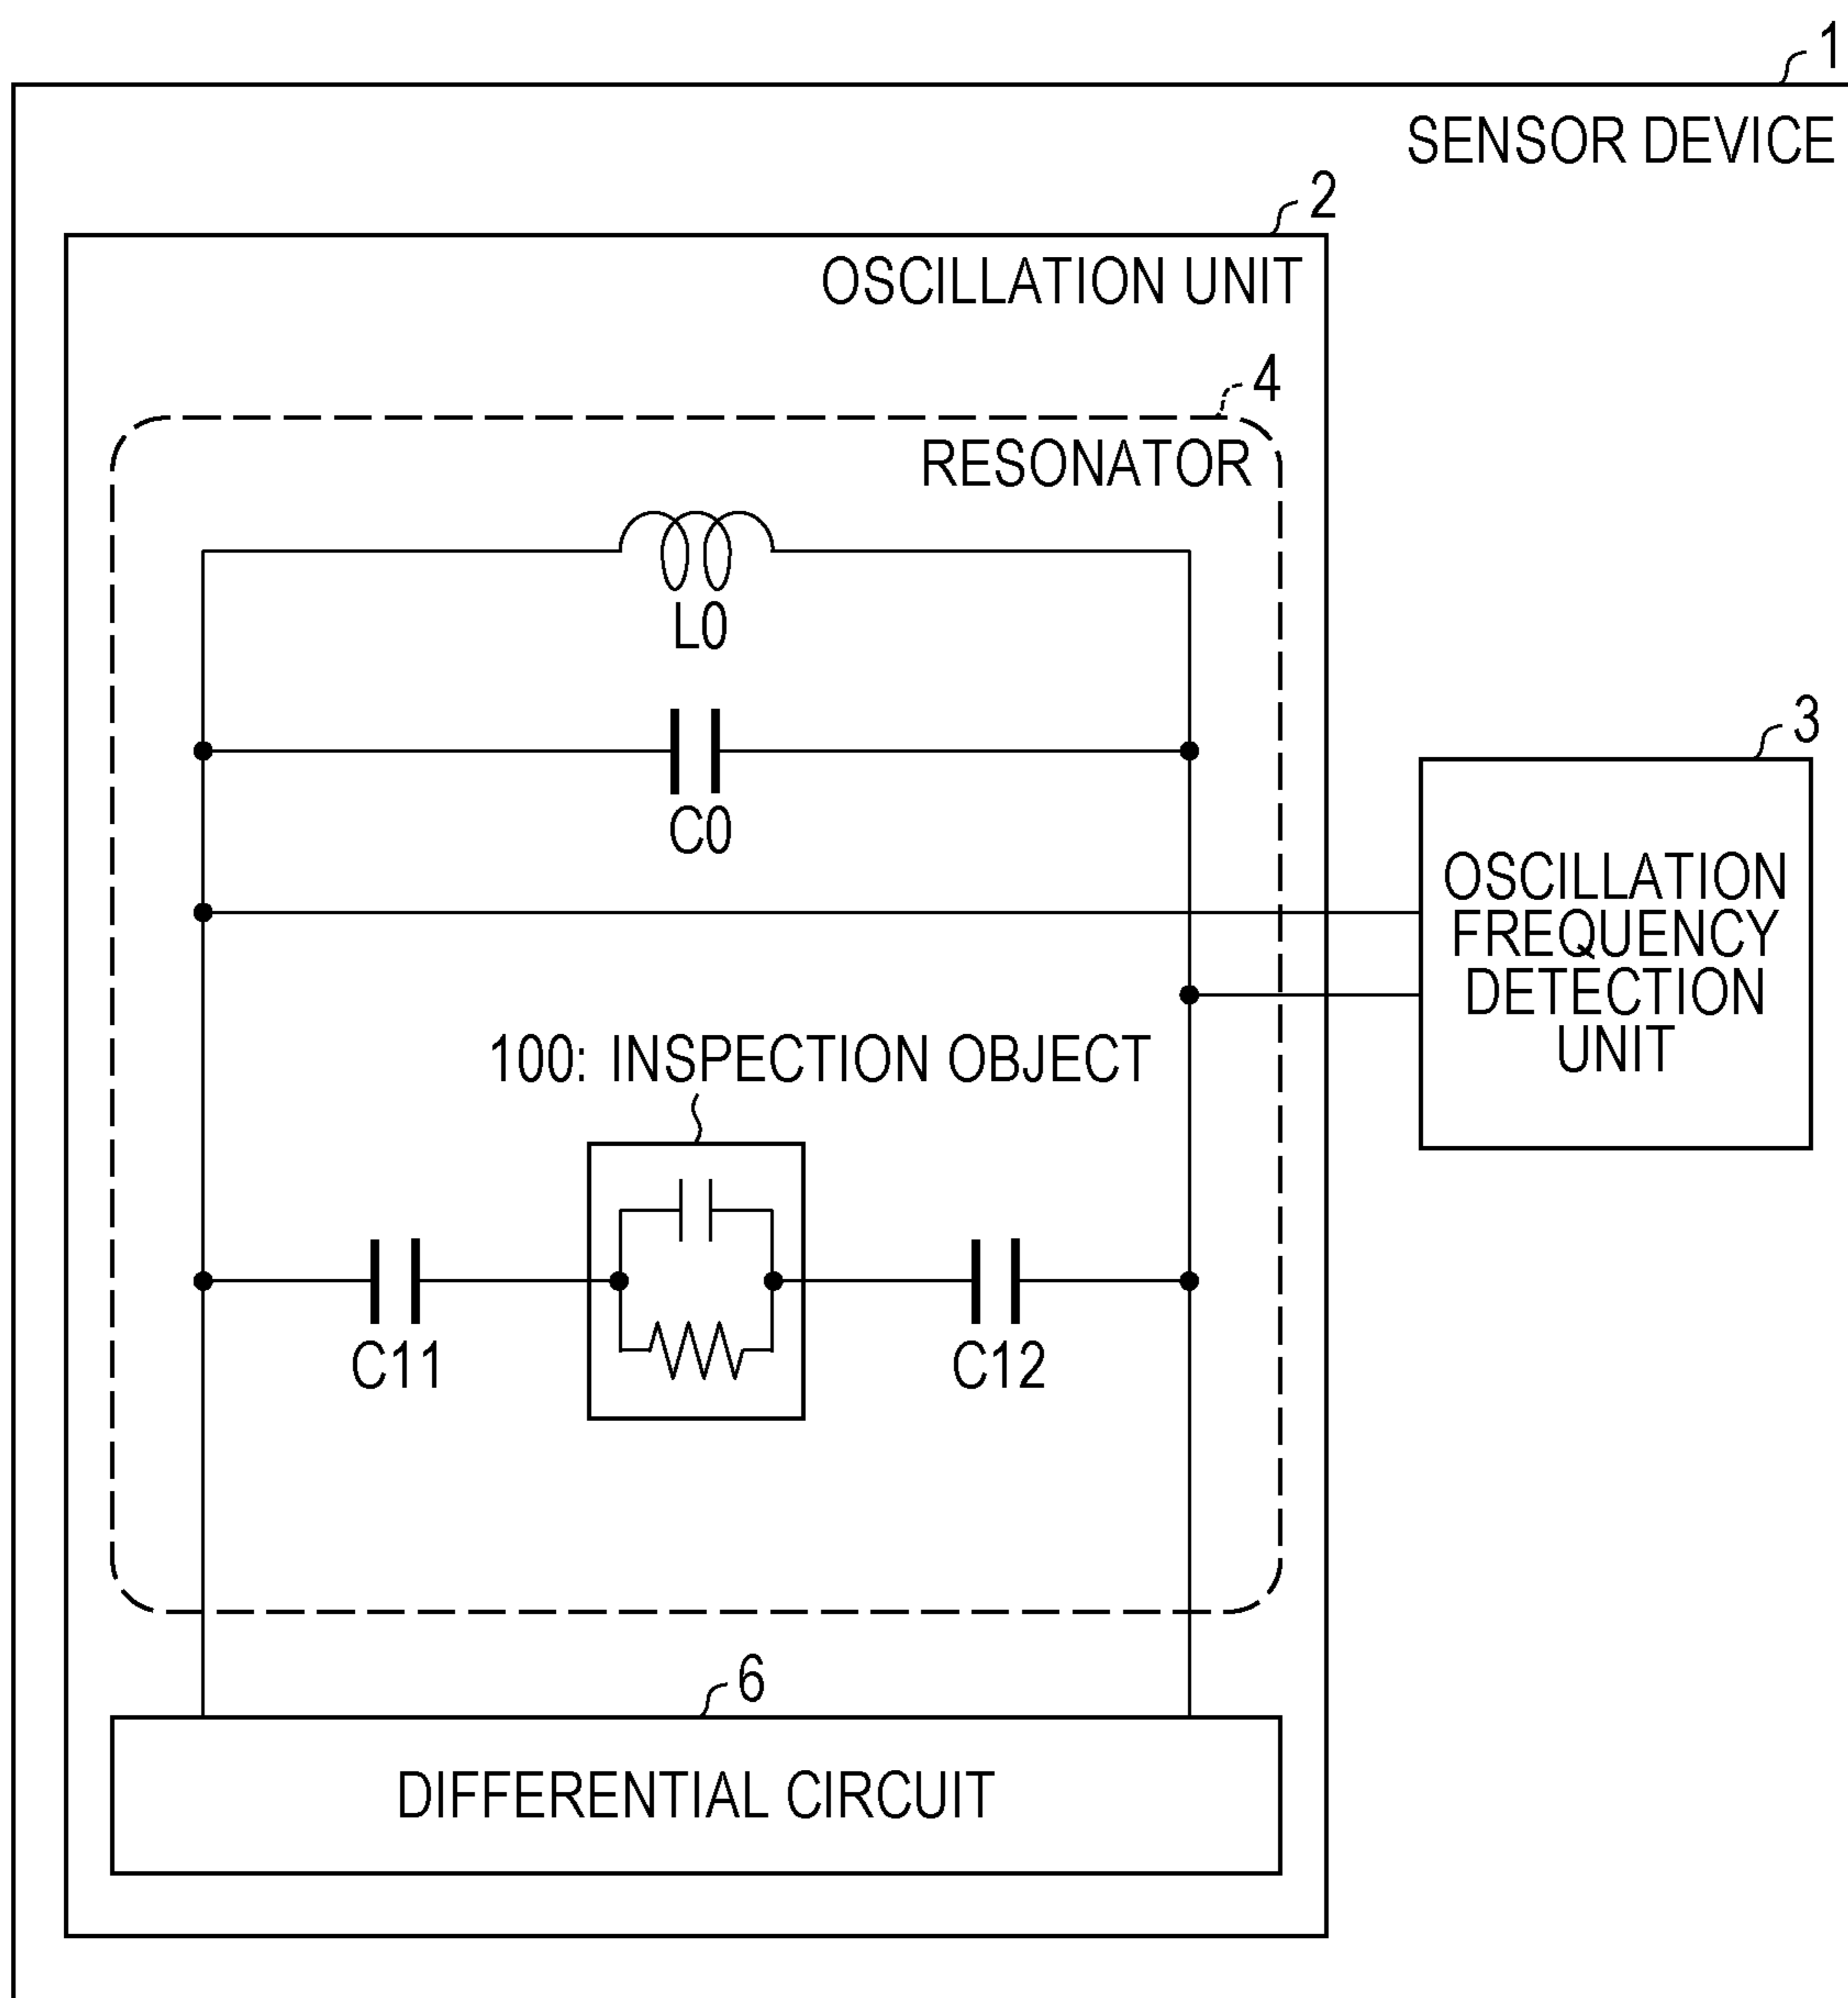 1
SENSOR DEVICE
2
OSCILLATION UNIT
4
RESONATOR
L0
C0
3
OSCILLATION
FREQUENCY
DETECTION
UNIT
100: INSPECTION OBJECT
C11
C12
6
DIFFERENTIAL CIRCUIT